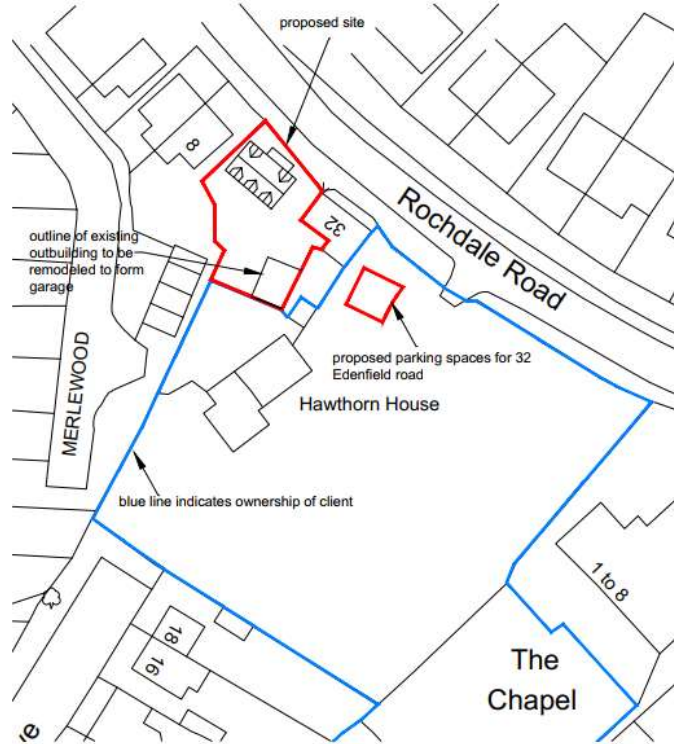 proposed site
8
32
Rochdale Road
outline of existing
outbuilding to be
remodeled to form
garage
proposed parking spaces for 32
Edenfield road
MERLEWOOD
Hawthorn House
blue line indicates ownership of client
1 to 8
18
16
The
Chapel
ve